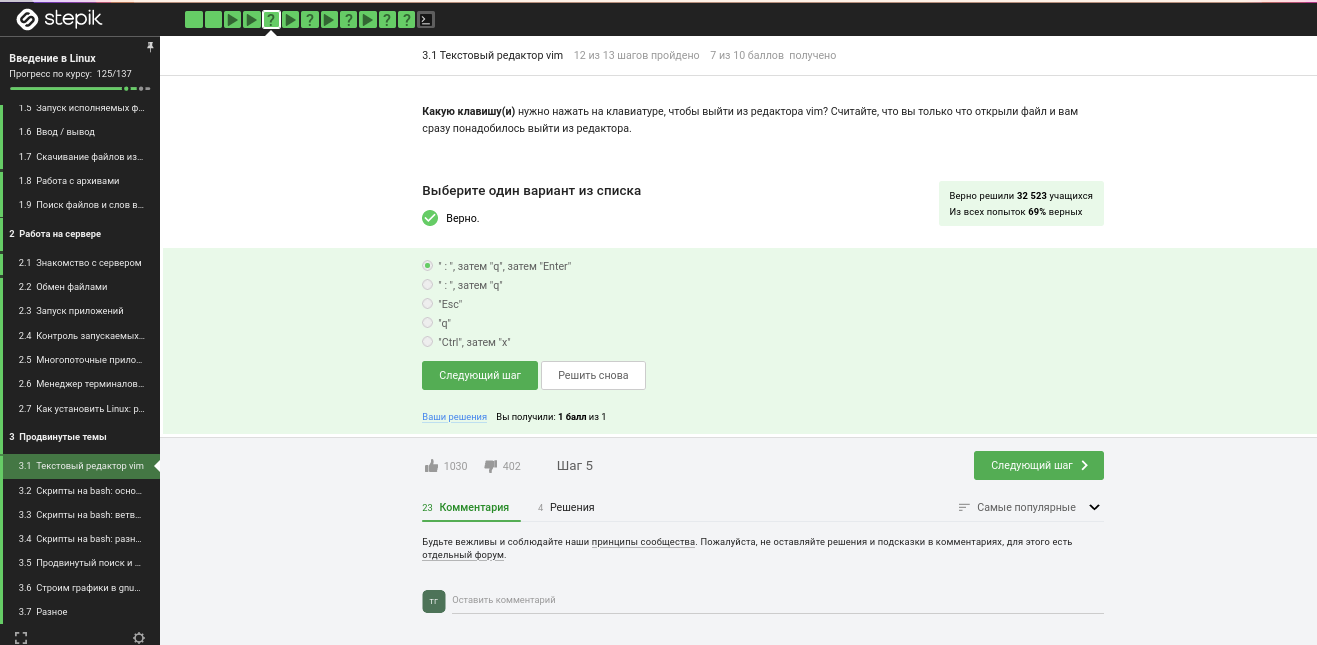 stepik
Введение в Linux
Прогресс по курсу: 125/137
1.5 Запуск исполняемых ф...
1.6 Ввод / вывод
1.7 Скачивание файлов из...
1.8 Работа с архивами
1.9 Поиск файлов и слов в...
2 Работа на сервере
2.1 Знакомство с сервером
2.2 Обмен файлами
2.3 Запуск приложений
2.4 Контроль запускаемых...
2.5 Многопоточные прило...
2.6 Менеджер терминалов...
2.7 Как установить Linux: р...
3 Продвинутые темы
3.1 Текстовый редактор vim
3.2 Скрипты на bash: осно...
3.3 Скрипты на bash: ветв...
3.4 Скрипты на bash: разн...
3.5 Продвинутый поиск и ...
3.6 Строим графики в gnu...
3.7 Разное
3.1 Текстовый редактор vim 12 из 13 шагов пройдено 7 из 10 баллов получено
Какую клавишу(и) нужно нажать на клавиатуре, чтобы выйти из редактора vim? Считайте, что вы только что открыли файл и вам
сразу понадобилось выйти из редактора.
Выберите один вариант из списка
Верно.
Верно решили 32 523 учащихся
Из всех попыток 69% верных
" : ", затем "q", затем "Enter"
" : ", затем "q"
"Esc"
"q"
"Ctrl", затем "x"
Следующий шаг Решить снова
Ваши решения Вы получили: 1 балл из 1
1030 402 Шаг 5 Следующий шаг
23 Комментария 4 Решения Самые популярные
Будьте вежливы и соблюдайте наши принципы сообщества. Пожалуйста, не оставляйте решения и подсказки в комментариях, для этого есть
отдельный форум.
ТГ Оставить комментарий